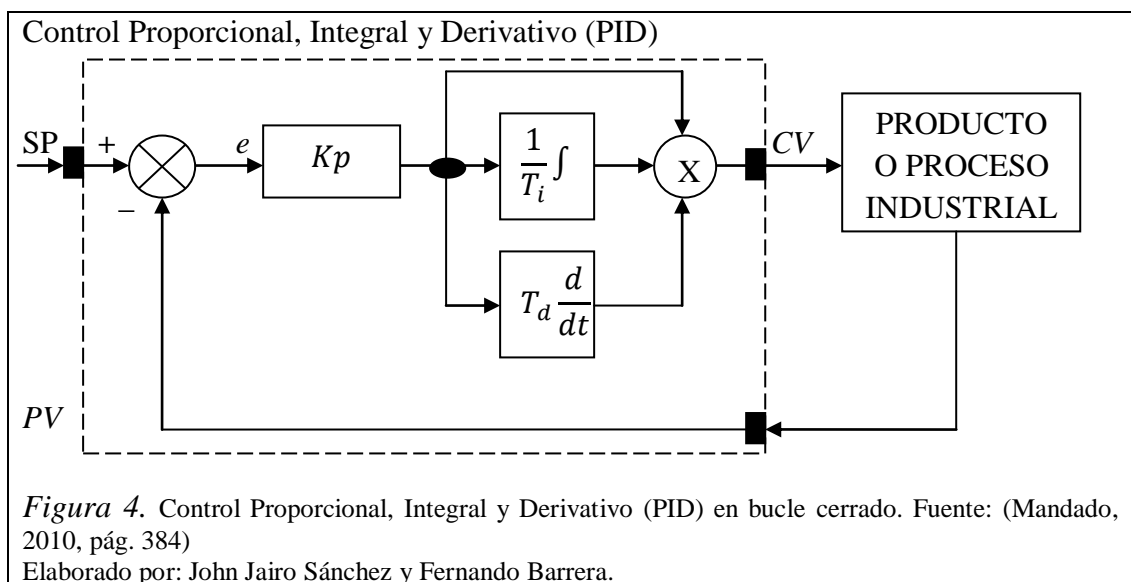 Control Proporcional, Integral y Derivativo (PID)
SP
+
−
e
Kp
1/Tᵢ ∫
T_d d/dt
X
CV
PRODUCTO
O PROCESO
INDUSTRIAL
PV
Figura 4. Control Proporcional, Integral y Derivativo (PID) en bucle cerrado. Fuente: (Mandado,
2010, pág. 384)
Elaborado por: John Jairo Sánchez y Fernando Barrera.